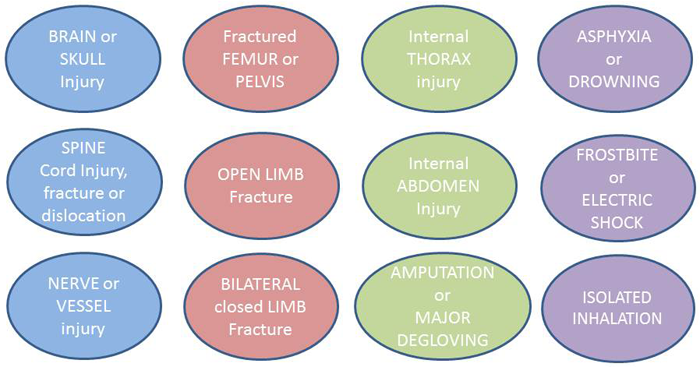 BRAIN or
SKULL
Injury
Fractured
FEMUR or
PELVIS
Internal
THORAX
injury
ASPHYXIA
or
DROWNING
SPINE
Cord Injury,
fracture or
dislocation
OPEN LIMB
Fracture
Internal
ABDOMEN
Injury
FROSTBITE
or
ELECTRIC
SHOCK
NERVE or
VESSEL
injury
BILATERAL
closed LIMB
Fracture
AMPUTATION
or
MAJOR
DEGLOVING
ISOLATED
INHALATION